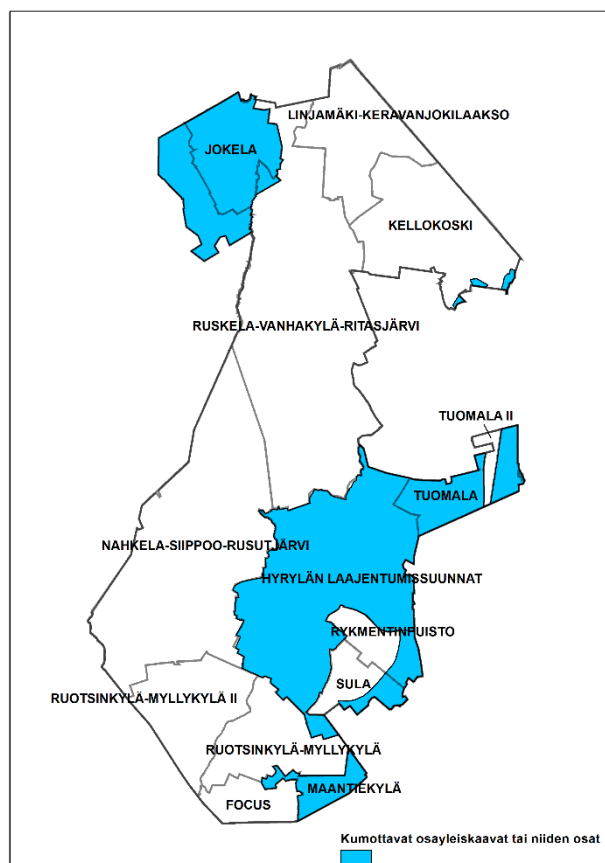 LINJAMÄKI-KERAVANJOKILAAKSO
JOKELA
KELLOKOSKI
RUSKELA-VANHAKYLÄ-RITASJÄRVI
TUOMALA II
TUOMALA
NAHKELA-SIIPPOO-RUSUTJÄRVI
HYRYLÄN LAAJENTUMISSUUNNAT
RYKMENTINPUISTO
SULA
RUOTSINKYLÄ-MYLLYKYLÄ II
RUOTSINKYLÄ-MYLLYKYLÄ
MAANTIEKYLÄ
FOCUS
Kumottavat osayleiskaavat tai niiden osat